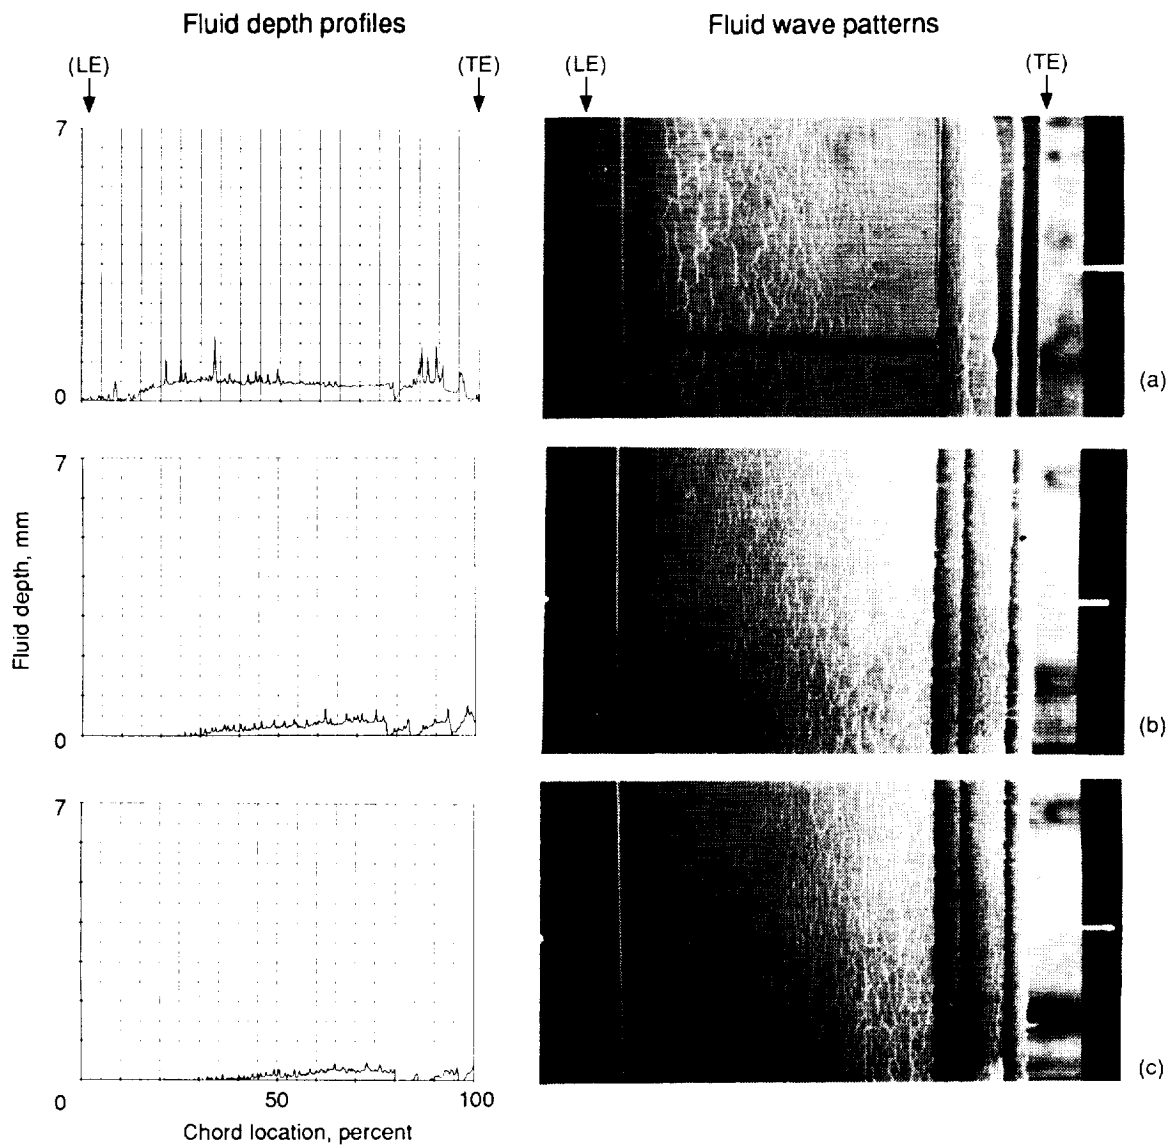 Fluid depth profiles
Fluid wave patterns
(LE)
(TE)
(LE)
(TE)
7
0
(a)
7
Fluid depth, mm
0
(b)
7
0
50
100
(c)
Chord location, percent